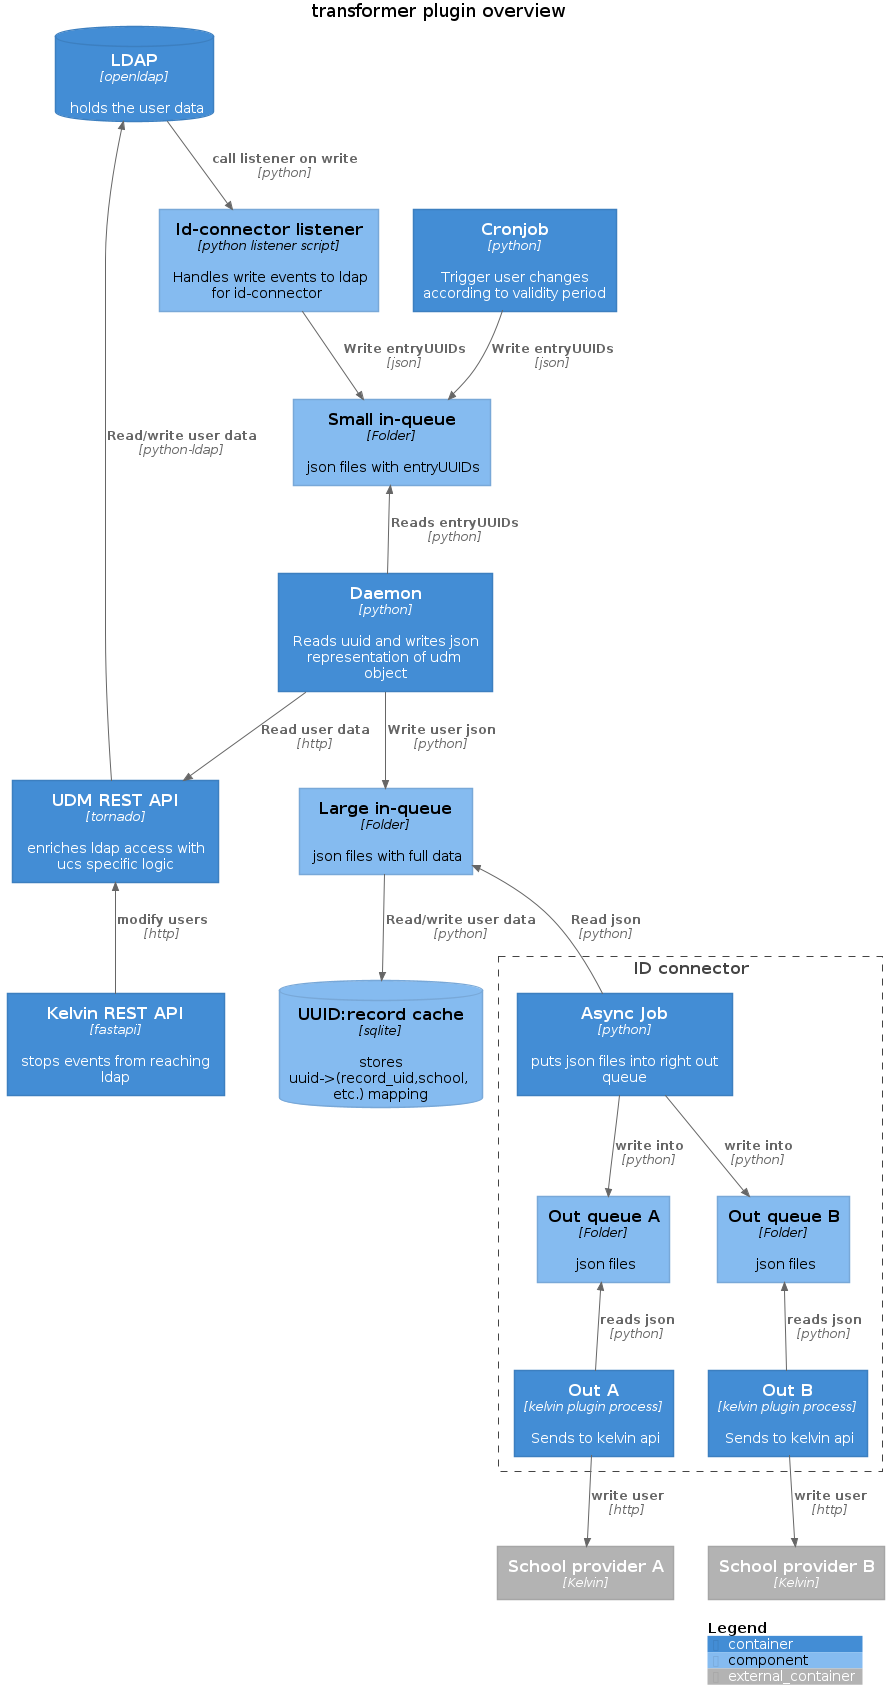 transformer plugin overview
LDAP
[openldap]
holds the user data
call listener on write
[python]
Id-connector listener
[python listener script]
Handles write events to ldap
for id-connector
Cronjob
[python]
Trigger user changes
according to validity period
Write entryUUIDs
[json]
Write entryUUIDs
[json]
Small in-queue
[Folder]
json files with entryUUIDs
Read/write user data
[python-ldap]
Reads entryUUIDs
[python]
Daemon
[python]
Reads uuid and writes json
representation of udm
object
Read user data
[http]
Write user json
[python]
UDM REST API
[tornado]
enriches ldap access with
ucs specific logic
Large in-queue
[Folder]
json files with full data
modify users
[http]
Read/write user data
[python]
Read json
[python]
ID connector
Kelvin REST API
[fastapi]
stops events from reaching
ldap
UUID:record cache
[sqlite]
stores
uuid->(record_uid,school,
etc.) mapping
Async Job
[python]
puts json files into right out
queue
write into
[python]
write into
[python]
Out queue A
[Folder]
json files
Out queue B
[Folder]
json files
reads json
[python]
reads json
[python]
Out A
[kelvin plugin process]
Sends to kelvin api
Out B
[kelvin plugin process]
Sends to kelvin api
write user
[http]
write user
[http]
School provider A
[Kelvin]
School provider B
[Kelvin]
Legend
container
component
external_container